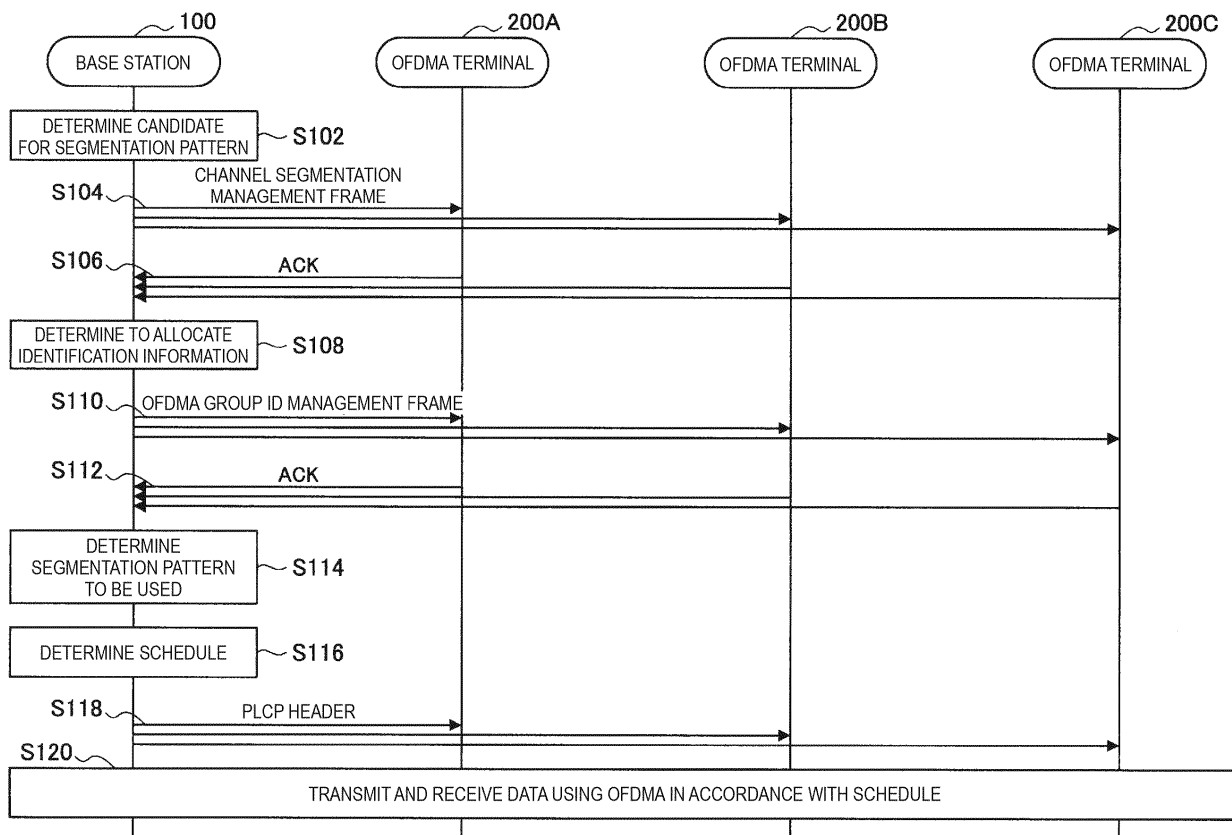 100
200A
200B
200C
BASE STATION
OFDMA TERMINAL
OFDMA TERMINAL
OFDMA TERMINAL
DETERMINE CANDIDATE
FOR SEGMENTATION PATTERN
S102
S104
CHANNEL SEGMENTATION
MANAGEMENT FRAME
S106
ACK
DETERMINE TO ALLOCATE
IDENTIFICATION INFORMATION
S108
S110
OFDMA GROUP ID MANAGEMENT FRAME
S112
ACK
DETERMINE
SEGMENTATION PATTERN
TO BE USED
S114
DETERMINE SCHEDULE
S116
S118
PLCP HEADER
S120
TRANSMIT AND RECEIVE DATA USING OFDMA IN ACCORDANCE WITH SCHEDULE